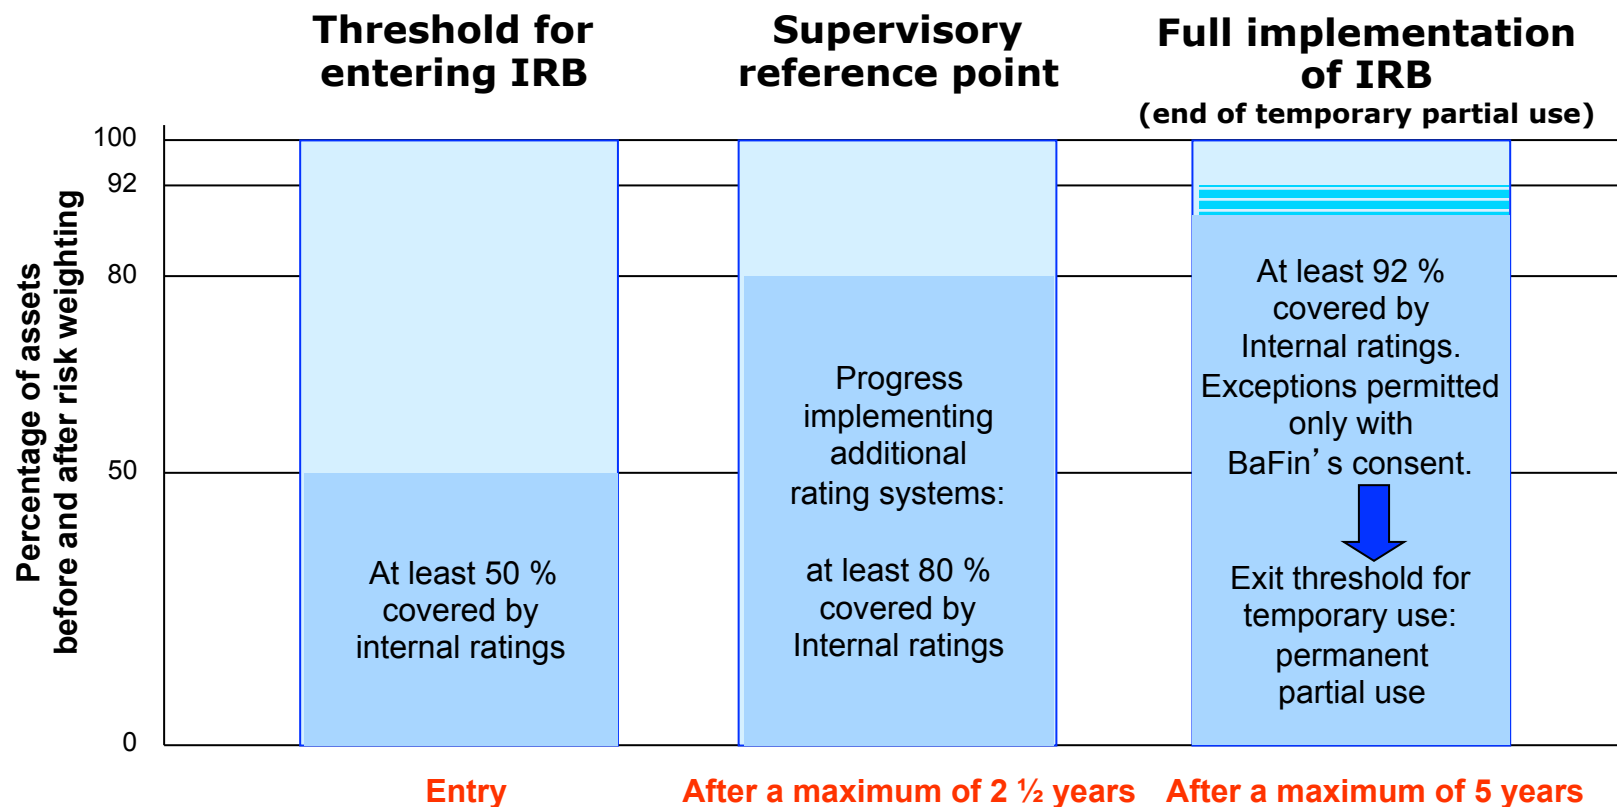 Threshold for
entering IRB
Supervisory
reference point
Full implementation
of IRB
(end of temporary partial use)
Percentage of assets
before and after risk weighting
100
92
80
50
0
At least 50 %
covered by
internal ratings
Progress
implementing
additional
rating systems:
at least 80 %
covered by
Internal ratings
At least 92 %
covered by
Internal ratings.
Exceptions permitted
only with
BaFin’s consent.
Exit threshold for
temporary use:
permanent
partial use
Entry
After a maximum of 2 ½ years
After a maximum of 5 years